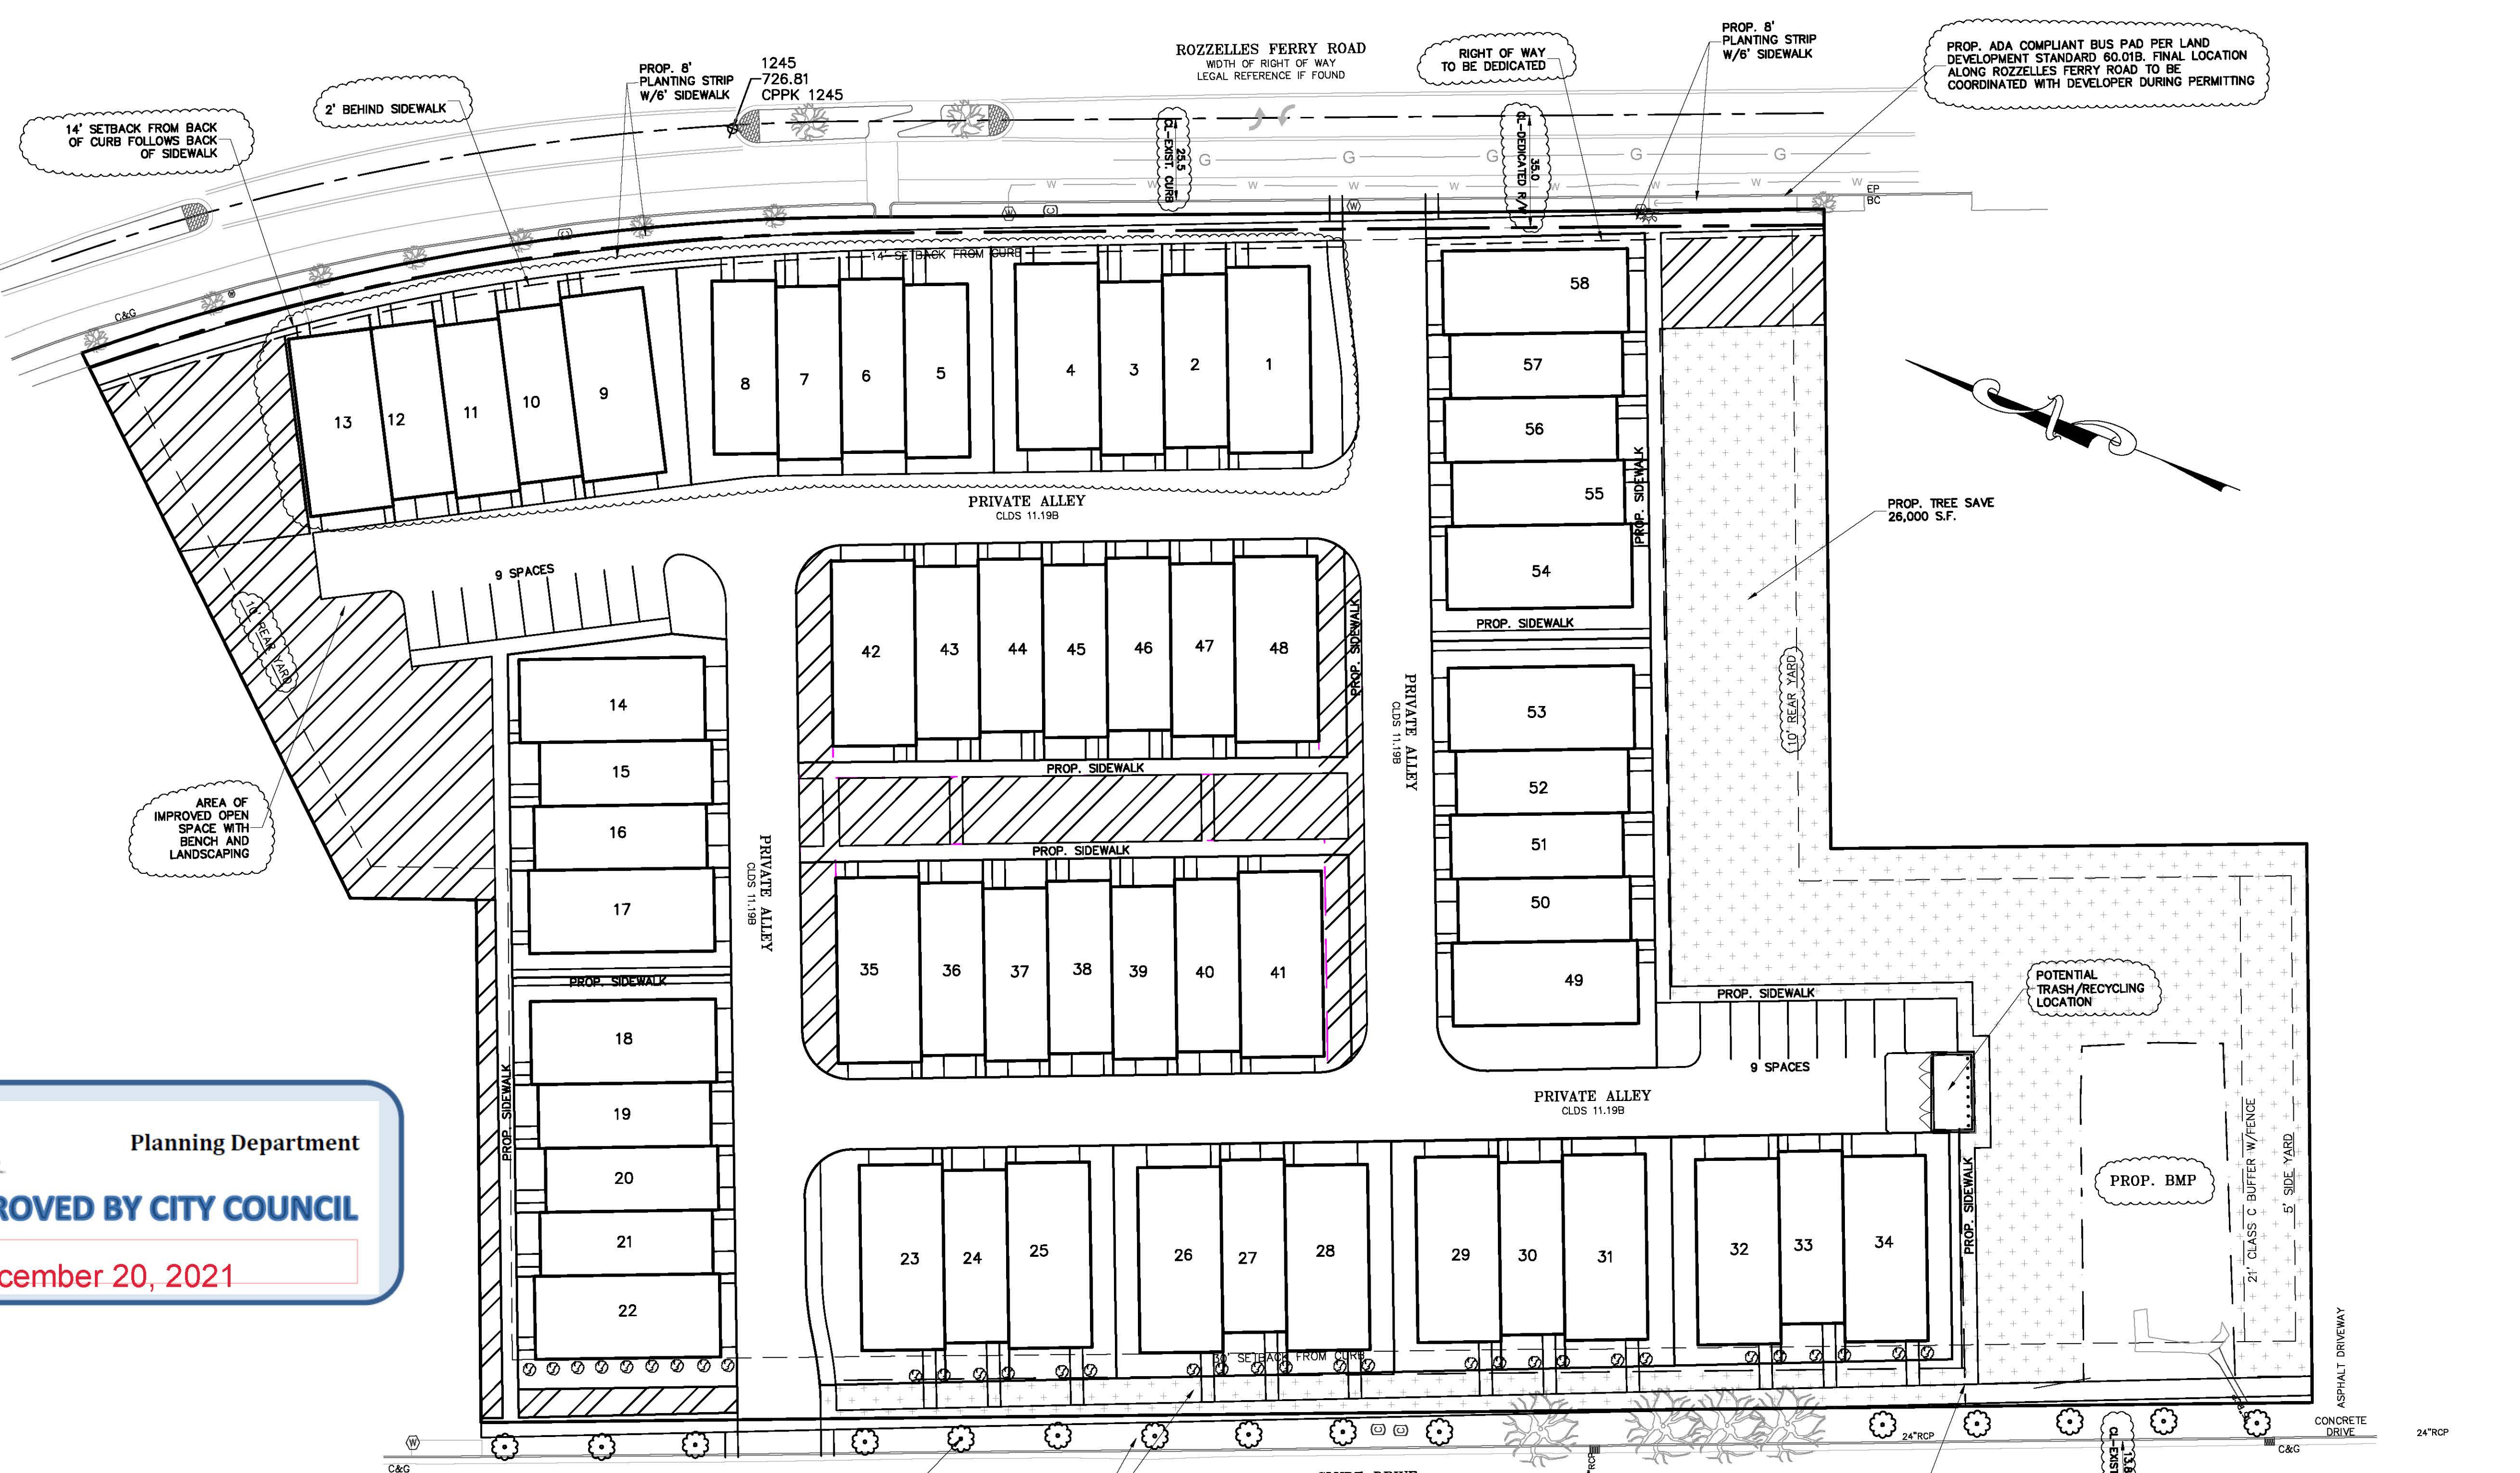 ROZZELLES FERRY ROAD
WIDTH OF RIGHT OF WAY
LEGAL REFERENCE IF FOUND
14' SETBACK FROM BACK
OF CURB FOLLOWS BACK
OF SIDEWALK
2' BEHIND SIDEWALK
PROP. 8'
PLANTING STRIP
W/6' SIDEWALK
1245
726.81
CPPK 1245
RIGHT OF WAY
TO BE DEDICATED
PROP. 8'
PLANTING STRIP
W/6' SIDEWALK
PROP. ADA COMPLIANT BUS PAD PER LAND
DEVELOPMENT STANDARD 60.01B. FINAL LOCATION
ALONG ROZZELLES FERRY ROAD TO BE
COORDINATED WITH DEVELOPER DURING PERMITTING
25.5
CL-EXIST. CURB
35.0
CL-DEDICATED R/W
G
G
G
G
G
W
W
W
W
W
W
W
W
W
W
W
EP
BC
C&G
14' SETBACK FROM CURB
13
12
11
10
9
8
7
6
5
4
3
2
1
58
57
56
55
54
PROP. SIDEWALK
PROP. SIDEWALK
PRIVATE ALLEY
CLDS 11.19B
9 SPACES
10' REAR YARD
PROP. TREE SAVE
26,000 S.F.
10' REAR YARD
42
43
44
45
46
47
48
PROP. SIDEWALK
PROP. SIDEWALK
PROP. SIDEWALK
PRIVATE ALLEY
CLDS 11.19B
53
52
51
50
49
14
15
16
17
PROP. SIDEWALK
PRIVATE ALLEY
CLDS 11.19B
AREA OF
IMPROVED OPEN
SPACE WITH
BENCH AND
LANDSCAPING
35
36
37
38
39
40
41
PROP. SIDEWALK
9 SPACES
POTENTIAL
TRASH/RECYCLING
LOCATION
PRIVATE ALLEY
CLDS 11.19B
18
19
20
21
22
PROP. SIDEWALK
23
24
25
26
27
28
29
30
31
32
33
34
PROP. SIDEWALK
PROP. BMP
21' CLASS C BUFFER W/FENCE
5' SIDE YARD
30' SETBACK FROM CURB
Planning Department
ROVED BY CITY COUNCIL
cember 20, 2021
ASPHALT DRIVEWAY
CONCRETE
DRIVE
24"RCP
24"RCP
C&G
C&G
W